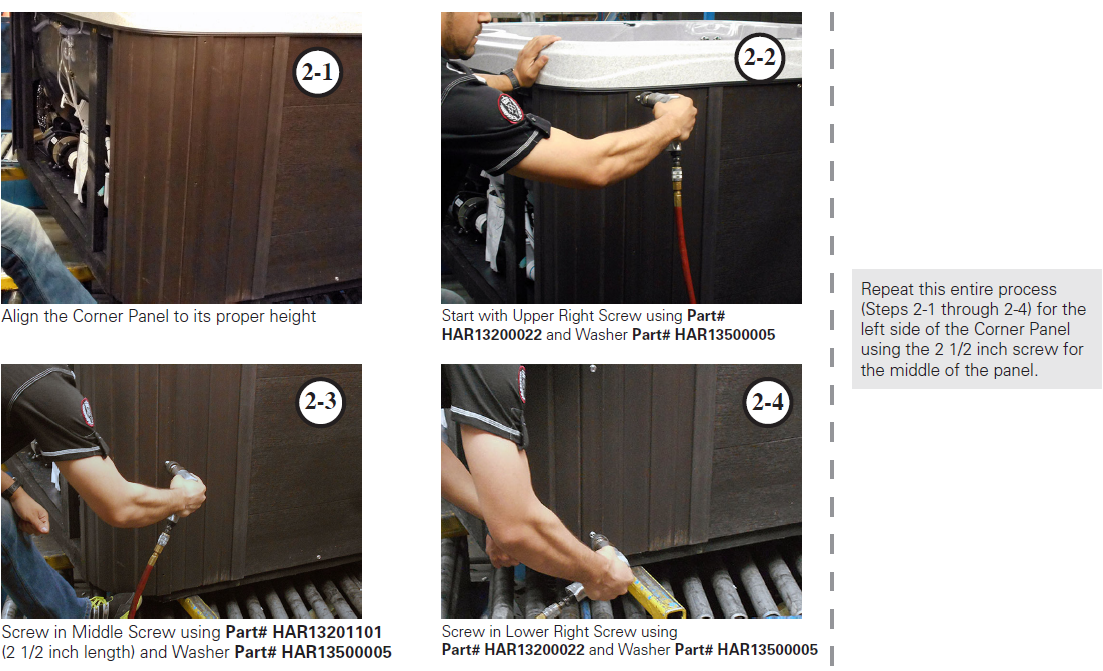 2-1
Align the Corner Panel to its proper height
2-2
Start with Upper Right Screw using Part#
HAR13200022 and Washer Part# HAR13500005
2-3
Screw in Middle Screw using Part# HAR13201101
(2 1/2 inch length) and Washer Part# HAR13500005
2-4
Screw in Lower Right Screw using
Part# HAR13200022 and Washer Part# HAR13500005
Repeat this entire process
(Steps 2-1 through 2-4) for the
left side of the Corner Panel
using the 2 1/2 inch screw for
the middle of the panel.